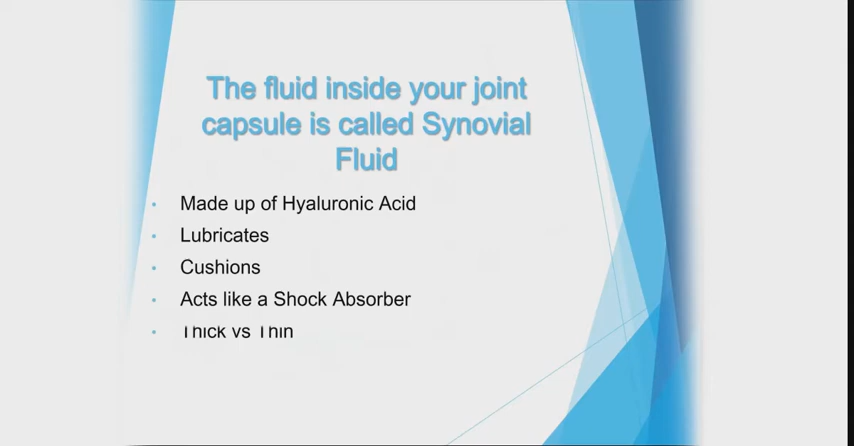 The fluid inside your joint
capsule is called Synovial
Fluid
• Made up of Hyaluronic Acid
• Lubricates
• Cushions
• Acts like a Shock Absorber
• Thick vs Thin